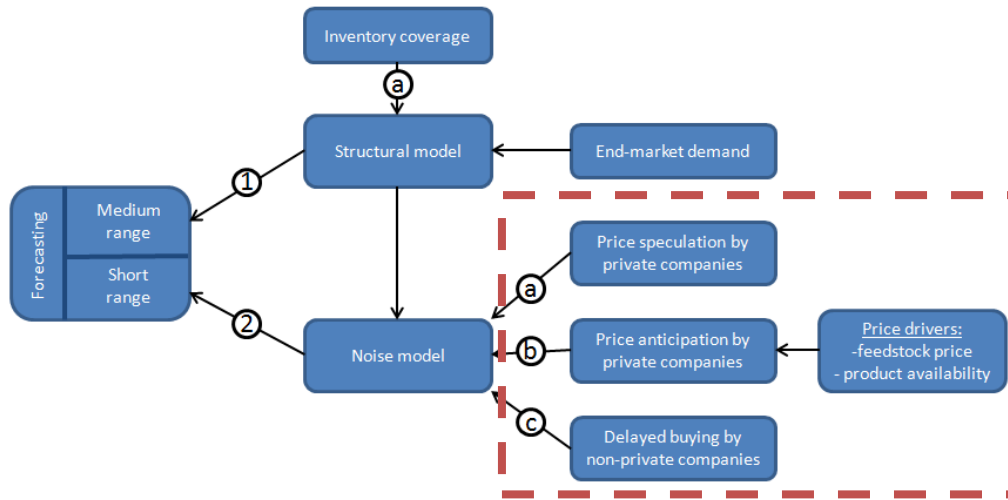 Inventory coverage
a
Structural model
End-market demand
1
Forecasting
Medium
range
Short
range
2
Noise model
Price speculation by
private companies
a
Price anticipation by
private companies
b
Price drivers:
-feedstock price
- product availability
c
Delayed buying by
non-private companies